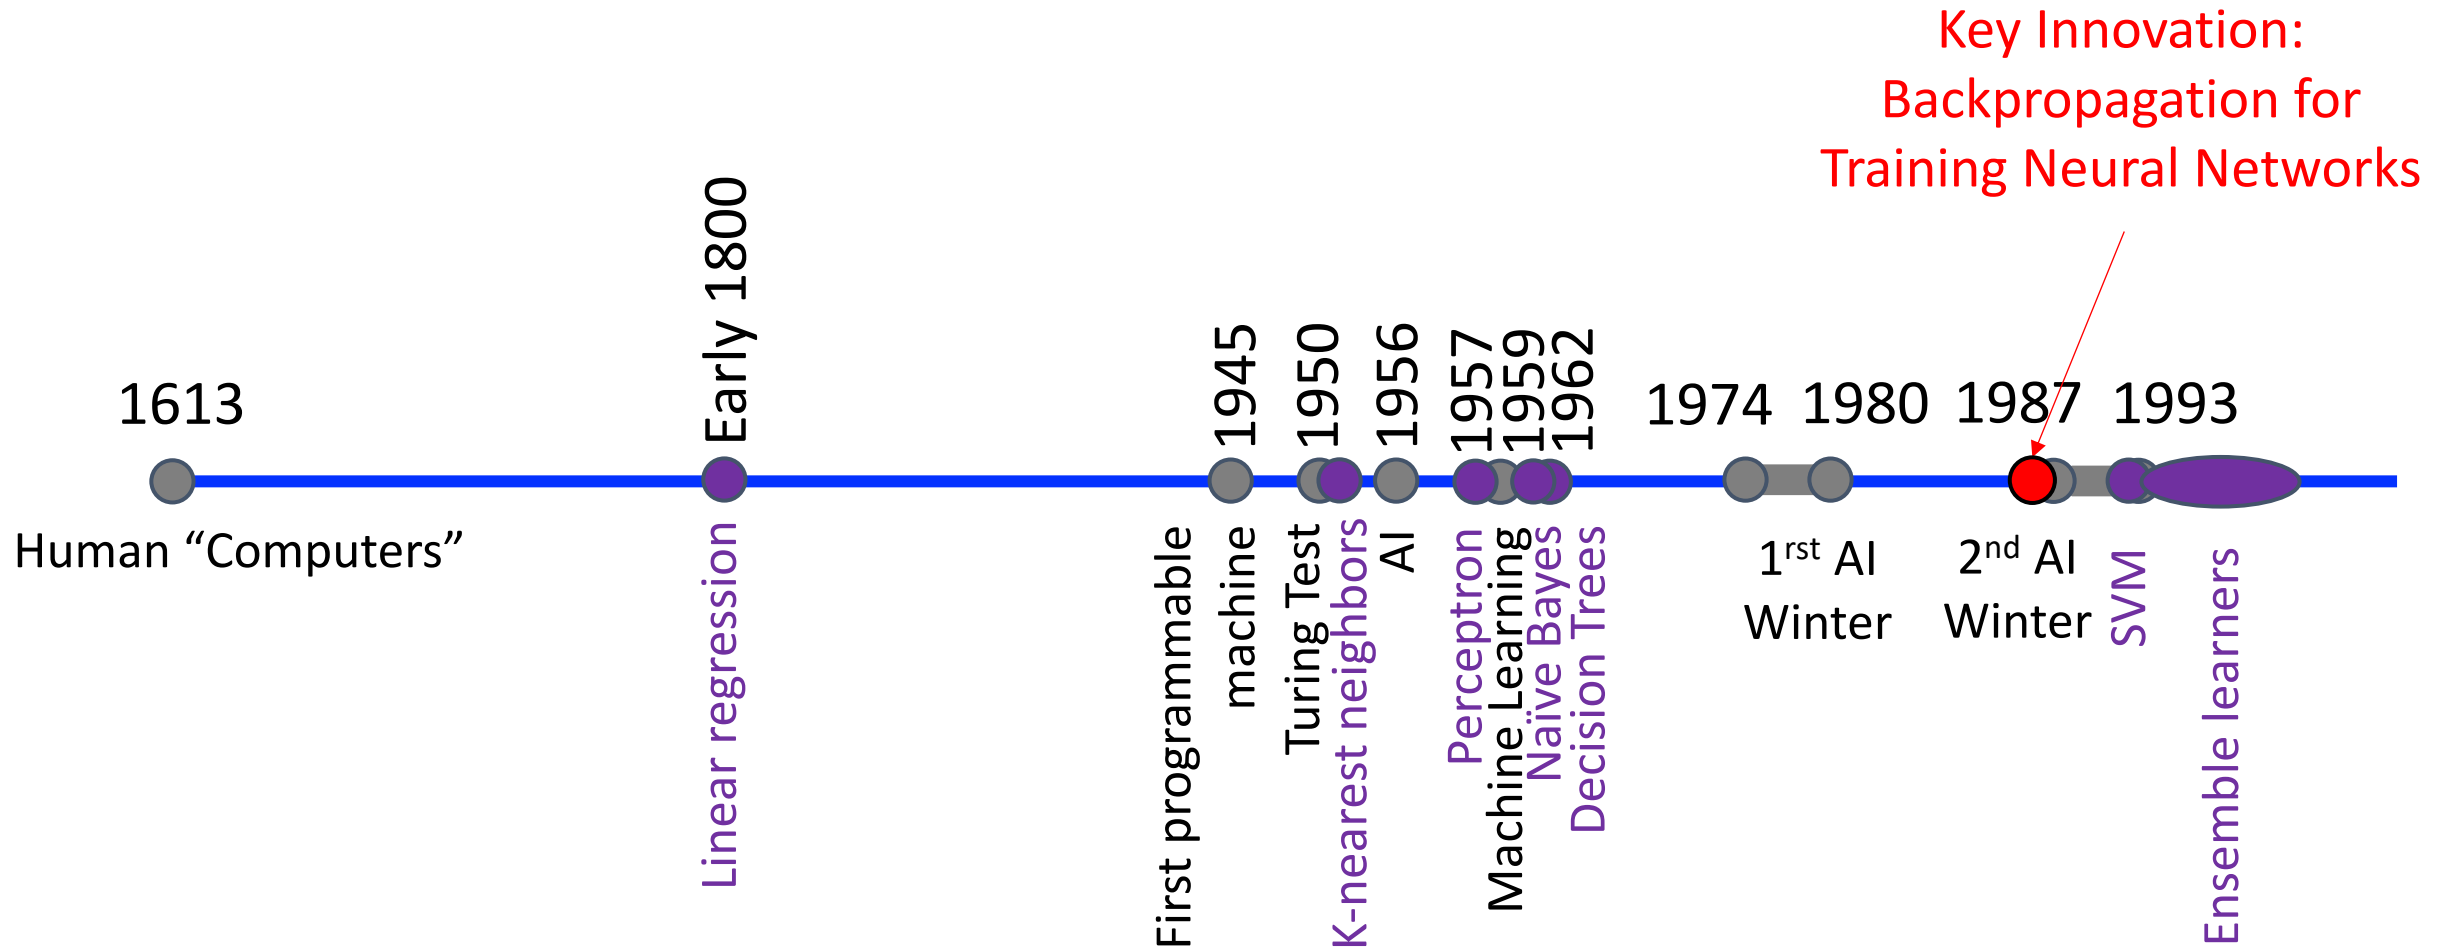 Key Innovation:
Backpropagation for
Training Neural Networks
1613
Early 1800
1945
1950
1956
1957
1959
1962
1974
1980
1987
1993
Human “Computers”
Linear regression
First programmable
machine
Turing Test
K-nearest neighbors
AI
Perceptron
Machine Learning
Naïve Bayes
Decision Trees
1rst AI
Winter
2nd AI
Winter
SVM
Ensemble learners